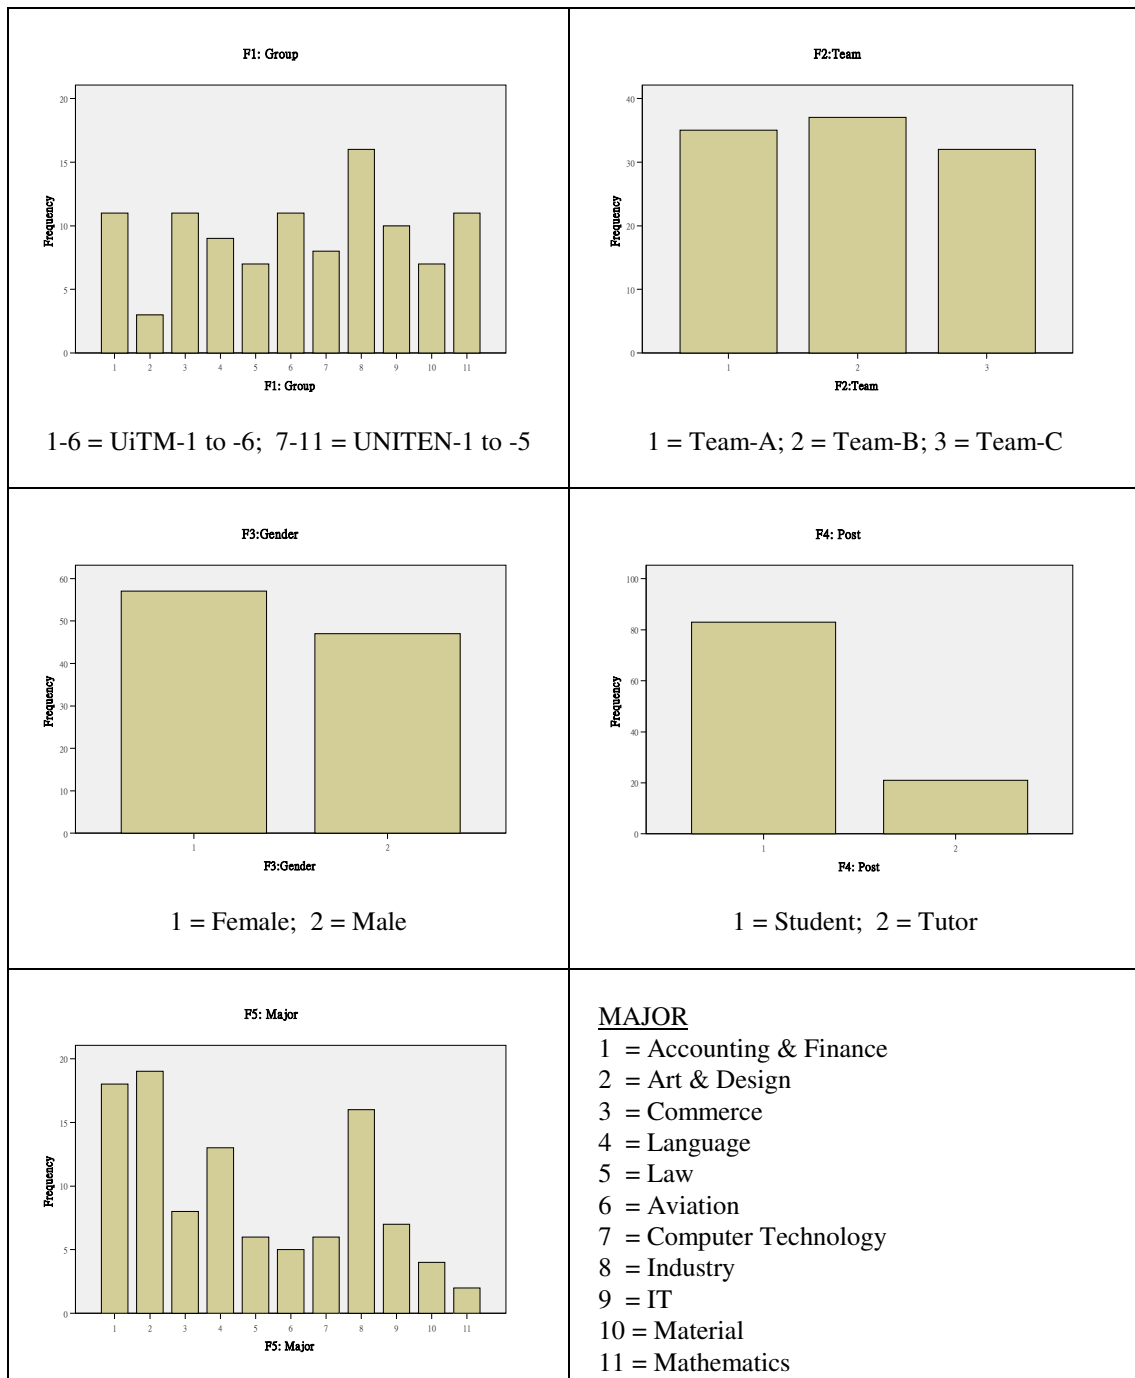 F1: Group
20
15
10
5
0
Frequency
1 2 3 4 5 6 7 8 9 10 11
F1: Group
1-6 = UiTM-1 to -6; 7-11 = UNITEN-1 to -5
F2:Team
40
30
20
10
0
Frequency
1 2 3
F2:Team
1 = Team-A; 2 = Team-B; 3 = Team-C
F3:Gender
60
50
40
30
20
10
0
Frequency
1 2
F3:Gender
1 = Female; 2 = Male
F4: Post
100
80
60
40
20
0
Frequency
1 2
F4: Post
1 = Student; 2 = Tutor
F5: Major
20
15
10
5
0
Frequency
1 2 3 4 5 6 7 8 9 10 11
F5: Major
MAJOR
1 = Accounting & Finance
2 = Art & Design
3 = Commerce
4 = Language
5 = Law
6 = Aviation
7 = Computer Technology
8 = Industry
9 = IT
10 = Material
11 = Mathematics